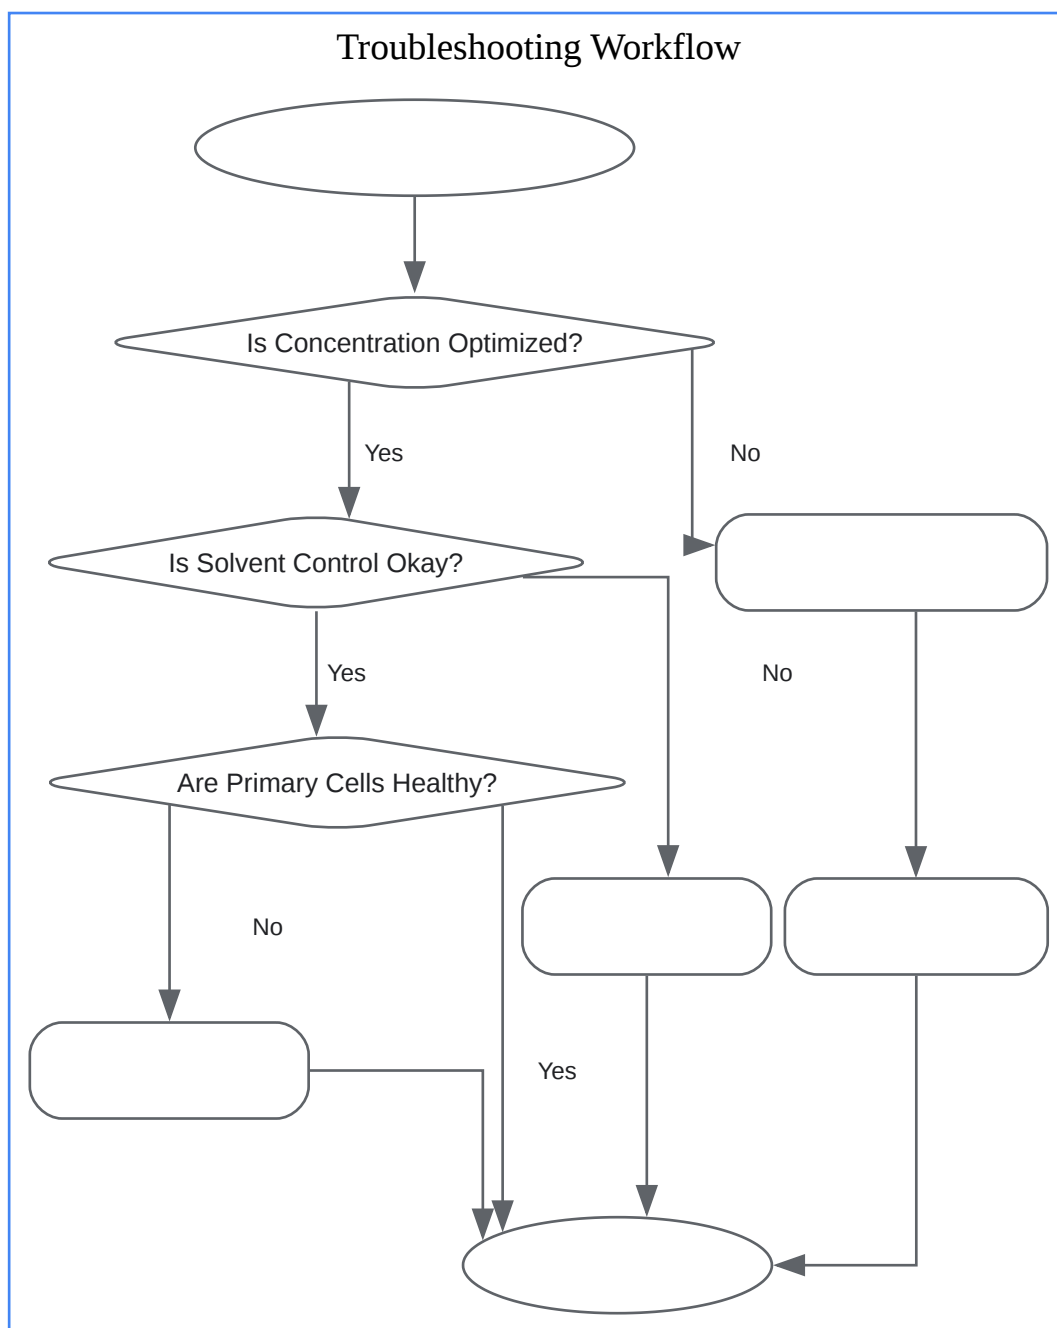 Troubleshooting Workflow
Is Concentration Optimized?
Yes
No
Is Solvent Control Okay?
Yes
No
Are Primary Cells Healthy?
No
Yes